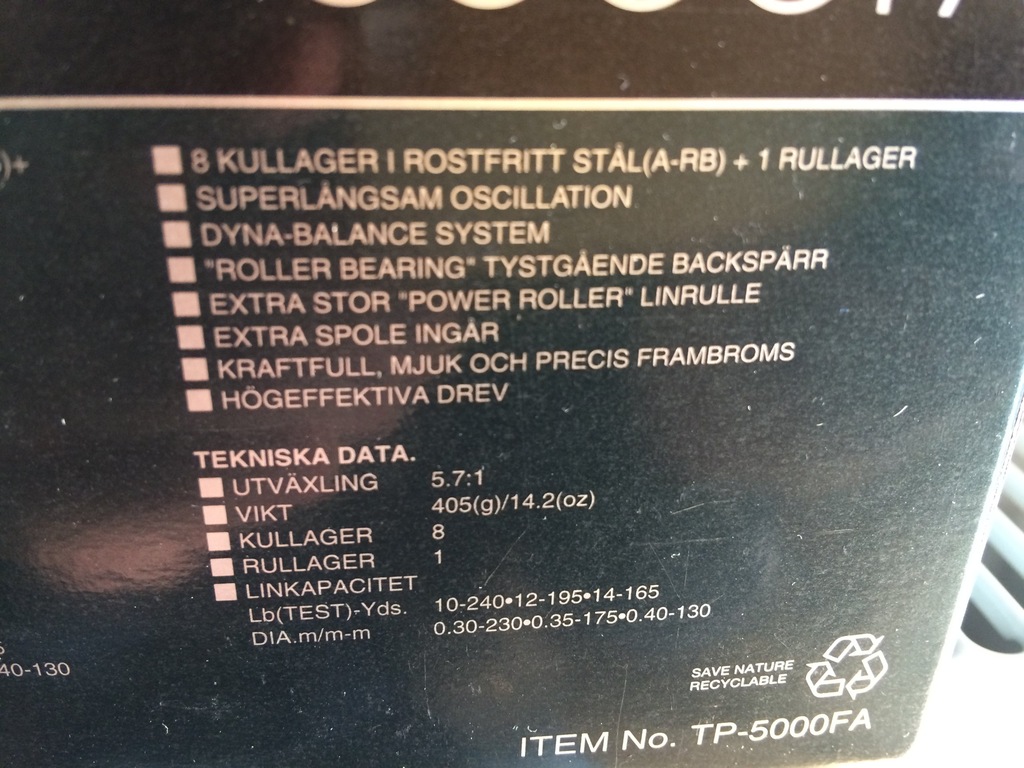 )+
8 KULLAGER I ROSTFRITT STÅL(A-RB) + 1 RULLAGER
SUPERLÅNGSAM OSCILLATION
DYNA-BALANCE SYSTEM
"ROLLER BEARING" TYSTGÅENDE BACKSPÄRR
EXTRA STOR "POWER ROLLER" LINRULLE
EXTRA SPOLE INGÅR
KRAFTFULL, MJUK OCH PRECIS FRAMBROMS
HÖGEFFEKTIVA DREV
TEKNISKA DATA.
UTVÄXLING 5.7:1
VIKT 405(g)/14.2(oz)
KULLAGER 8
RULLAGER 1
LINKAPACITET
Lb(TEST)-Yds. 10-240•12-195•14-165
DIA.m/m-m 0.30-230•0.35-175•0.40-130
40-130
SAVE NATURE
RECYCLABLE
ITEM No. TP-5000FA